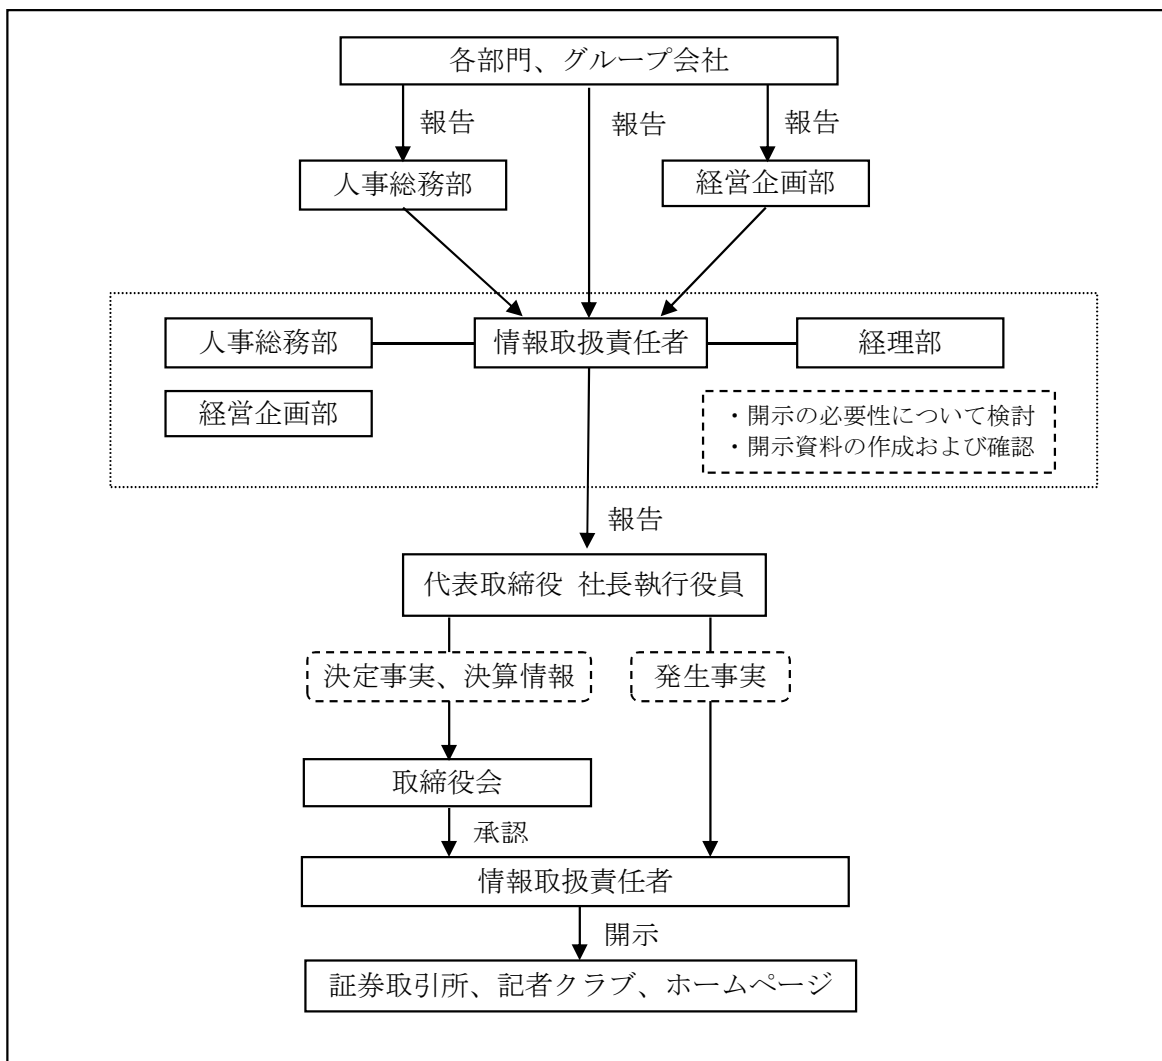 各部門、グループ会社
報告
報告
報告
人事総務部
経営企画部
人事総務部
情報取扱責任者
経理部
経営企画部
・開示の必要性について検討
・開示資料の作成および確認
報告
代表取締役 社長執行役員
決定事実、決算情報
発生事実
取締役会
承認
情報取扱責任者
開示
証券取引所、記者クラブ、ホームページ